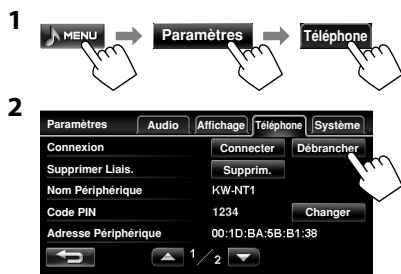 1
MENU Paramètres Téléphone
2
Paramètres Audio Affichage Téléphone Système
Connexion Connecter Débrancher
Supprimer Liais. Supprim.
Nom Périphérique KW-NT1
Code PIN 1234 Changer
Adresse Périphérique 00:1D:BA:5B:B1:38
1/2